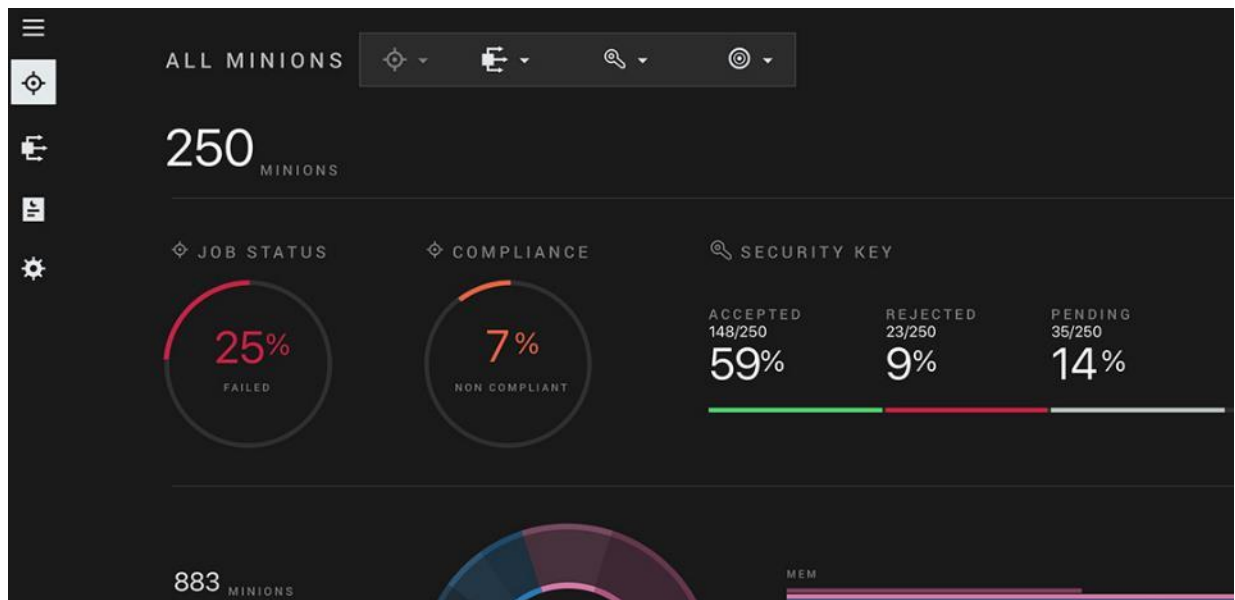 ALL MINIONS
250 MINIONS
JOB STATUS
25%
FAILED
COMPLIANCE
7%
NON COMPLIANT
SECURITY KEY
ACCEPTED
148/250
59%
REJECTED
23/250
9%
PENDING
35/250
14%
883 MINIONS
MEM